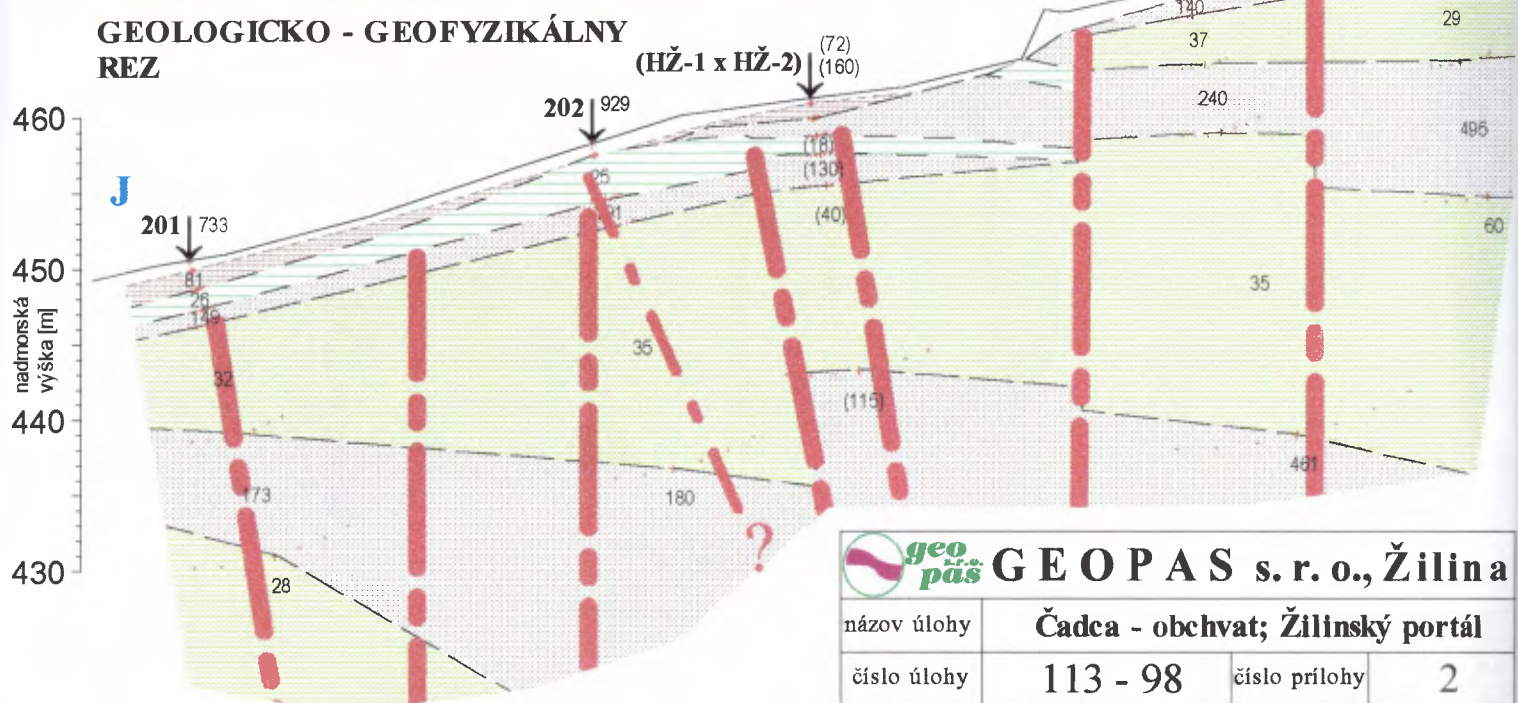 GEOLOGICKO - GEOFYZIKÁLNY
REZ
(HŽ-1 x HŽ-2)
(72)
(160)
202
929
201
733
J
460
450
440
430
nadmorská
výška [m]
140
37
29
240
495
(18)
(130)
(40)
25
81
26
149
32
35
35
60
(115)
461
173
180
28
?
geo
s.r.o.
pas
GEOPAS s. r. o., Žilina
názov úlohy
Čadca - obchvat; Žilinský portál
číslo úlohy
113 - 98
číslo prílohy
2